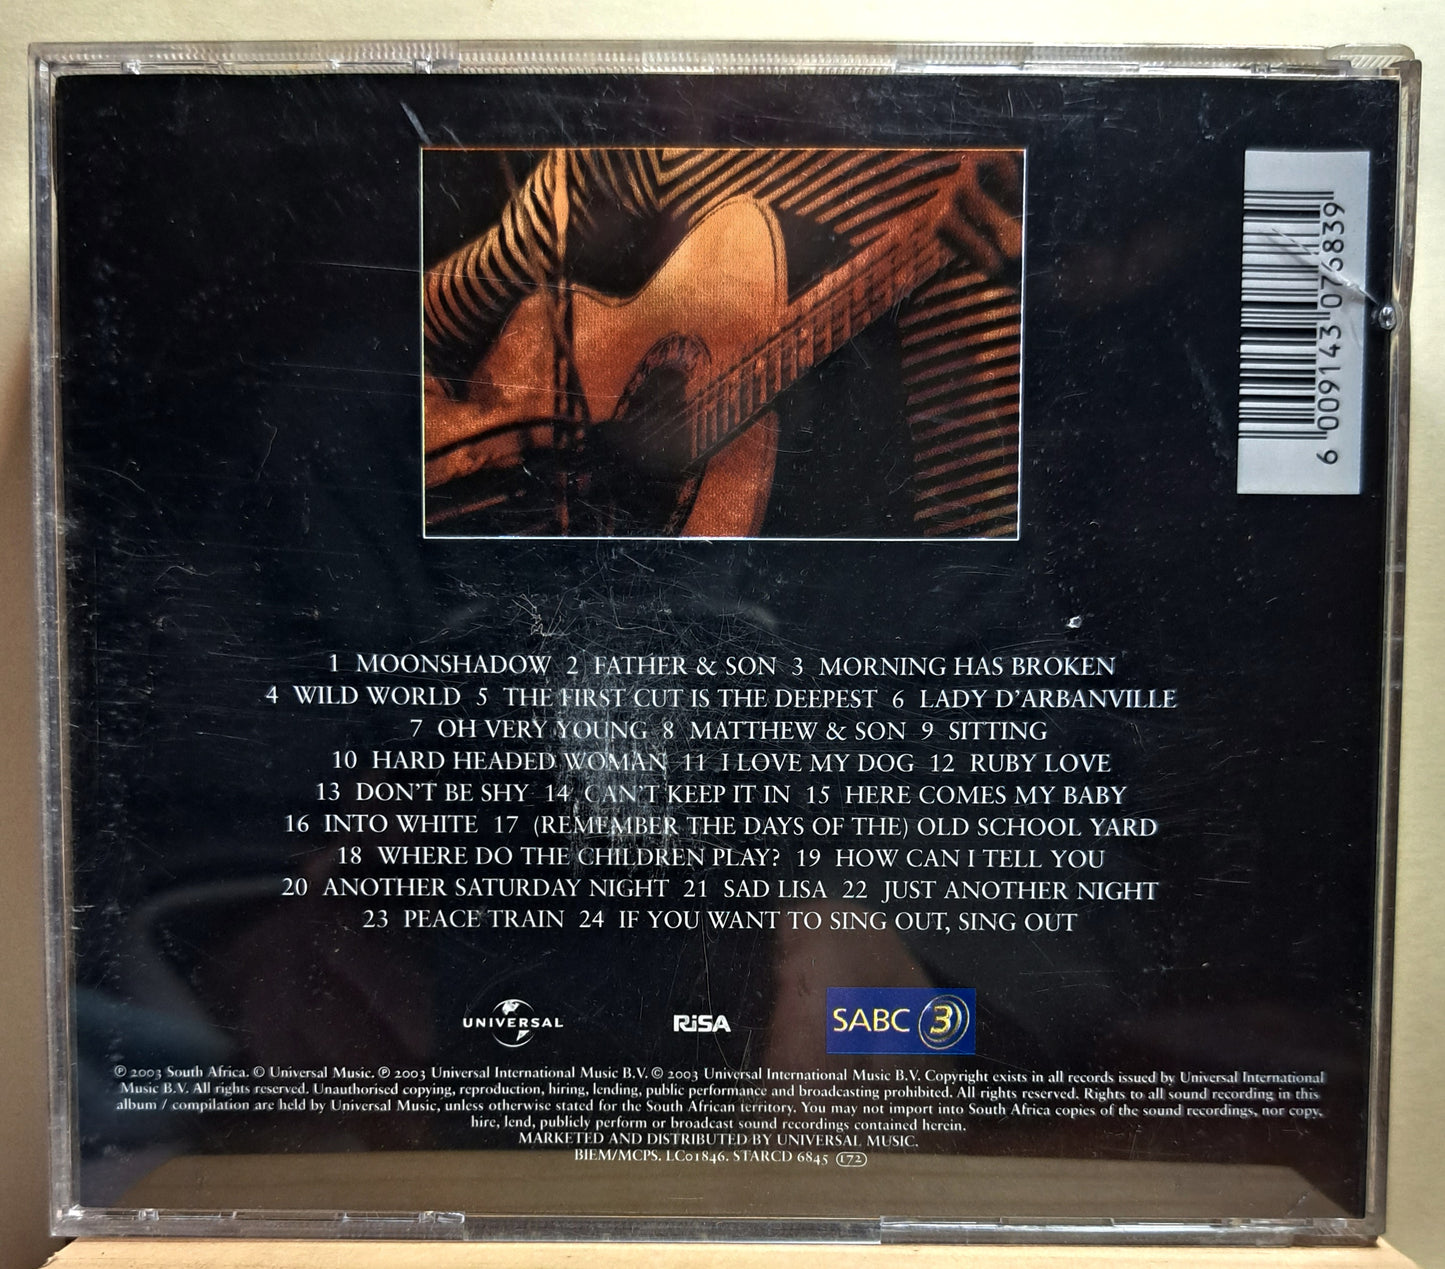 6 009143 076839
1 MOONSHADOW 2 FATHER & SON 3 MORNING HAS BROKEN
4 WILD WORLD 5 THE FIRST CUT IS THE DEEPEST 6 LADY D'ARBANVILLE
7 OH VERY YOUNG 8 MATTHEW & SON 9 SITTING
10 HARD HEADED WOMAN 11 I LOVE MY DOG 12 RUBY LOVE
13 DON'T BE SHY 14 CAN'T KEEP IT IN 15 HERE COMES MY BABY
16 INTO WHITE 17 (REMEMBER THE DAYS OF THE) OLD SCHOOL YARD
18 WHERE DO THE CHILDREN PLAY? 19 HOW CAN I TELL YOU
20 ANOTHER SATURDAY NIGHT 21 SAD LISA 22 JUST ANOTHER NIGHT
23 PEACE TRAIN 24 IF YOU WANT TO SING OUT, SING OUT
UNIVERSAL RiSA SABC 3
℗ 2003 South Africa. © Universal Music. ℗ 2003 Universal International Music B.V. © 2003 Universal International Music B.V. Copyright exists in all records issued by Universal International
Music B.V. All rights reserved. Unauthorised copying, reproduction, hiring, lending, public performance and broadcasting prohibited. All rights reserved. Rights to all sound recording in this
album / compilation are held by Universal Music, unless otherwise stated for the South African territory. You may not import into South Africa copies of the sound recordings, nor copy,
hire, lend, publicly perform or broadcast sound recordings contained herein.
MARKETED AND DISTRIBUTED BY UNIVERSAL MUSIC.
BIEM/MCPS. LC01846. STARCD 6845 172